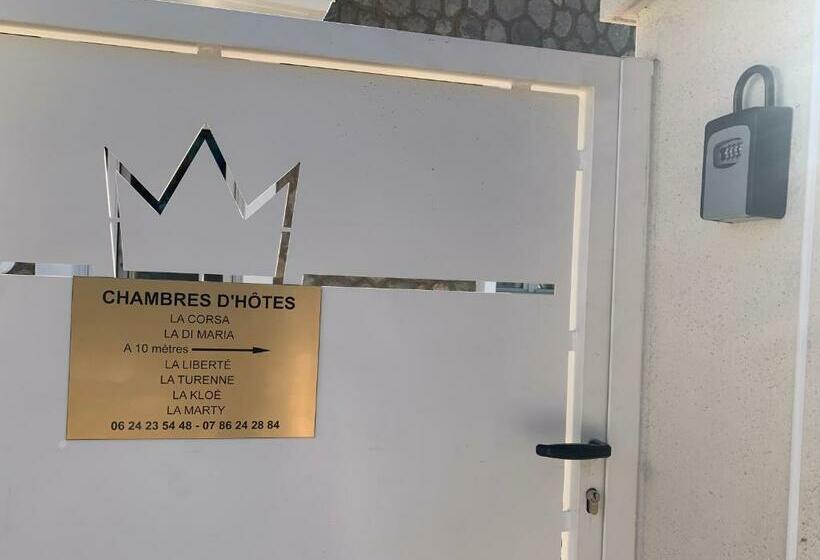 CHAMBRES D'HÔTES
LA CORSA
LA DI MARIA
A 10 mètres
LA LIBERTÉ
LA TURENNE
LA KLOÉ
LA MARTY
06 24 23 54 48 - 07 86 24 28 84